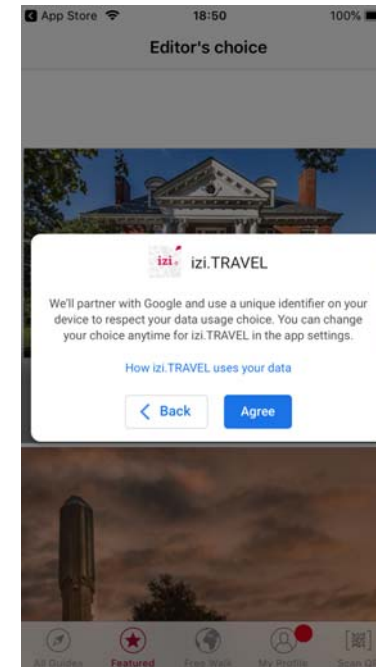 App Store 18:50 100%
Editor's choice
izi. izi.TRAVEL
We'll partner with Google and use a unique identifier on your
device to respect your data usage choice. You can change
your choice anytime for izi.TRAVEL in the app settings.
How izi.TRAVEL uses your data
Back Agree
All Guides Featured Free Walk My Profile Scan